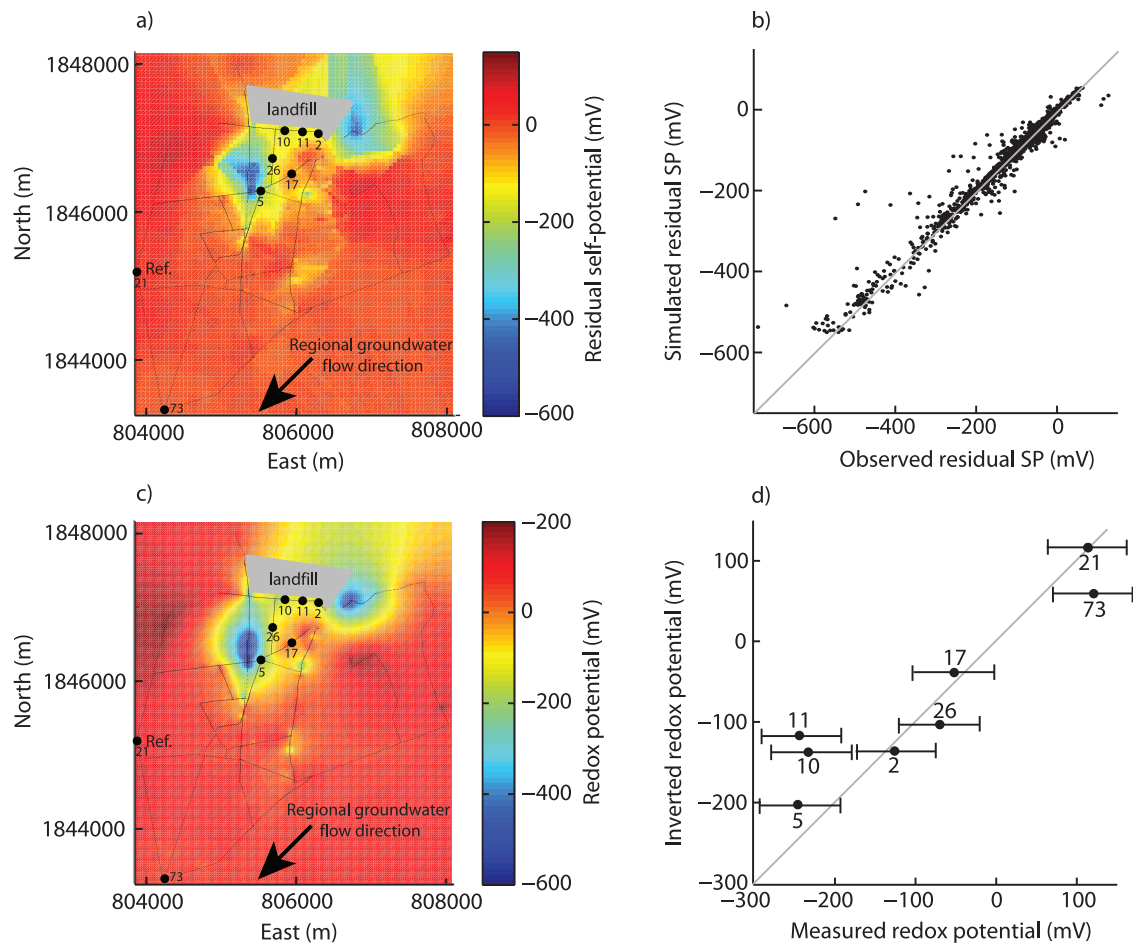 a)
1848000
1846000
1844000
North (m)
804000
806000
808000
East (m)
landfill
10
11
2
26
17
5
Ref.
21
73
Regional groundwater
flow direction
0
−200
−400
−600
Residual self-potential (mV)
b)
0
−200
−400
−600
Simulated residual SP (mV)
−600
−400
−200
0
Observed residual SP (mV)
c)
1848000
1846000
1844000
North (m)
804000
806000
808000
East (m)
landfill
10
11
2
26
17
5
Ref.
21
73
Regional groundwater
flow direction
−200
0
−200
−400
−600
Redox potential (mV)
d)
100
0
−100
−200
−300
Inverted redox potential (mV)
21
73
17
26
11
10
2
5
−300
−200
−100
0
100
Measured redox potential (mV)